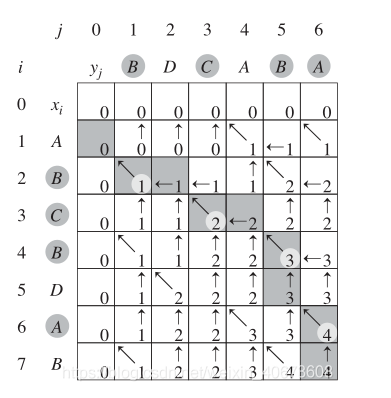 j 0 1 2 3 4 5 6
i yj B D C A B A
0 xi 0 0 0 0 0 0 0
1 A 0 ↑0 ↑0 ↑0 ↖1 ←1 ↖1
2 B 0 ↖1 ←1 ←1 ↑1 ↖2 ←2
3 C 0 ↑1 ↑1 ↖2 ←2 ↑2 ↑2
4 B 0 ↖1 ↑1 ↑2 ↑2 ↖3 ←3
5 D 0 ↑1 ↖2 ↑2 ↑2 ↑3 ↑3
6 A 0 ↑1 ↑2 ↑2 ↖3 ↑3 ↖4
7 B 0 ↖1 ↑2 ↑2 ↑3 ↖4 ↑4